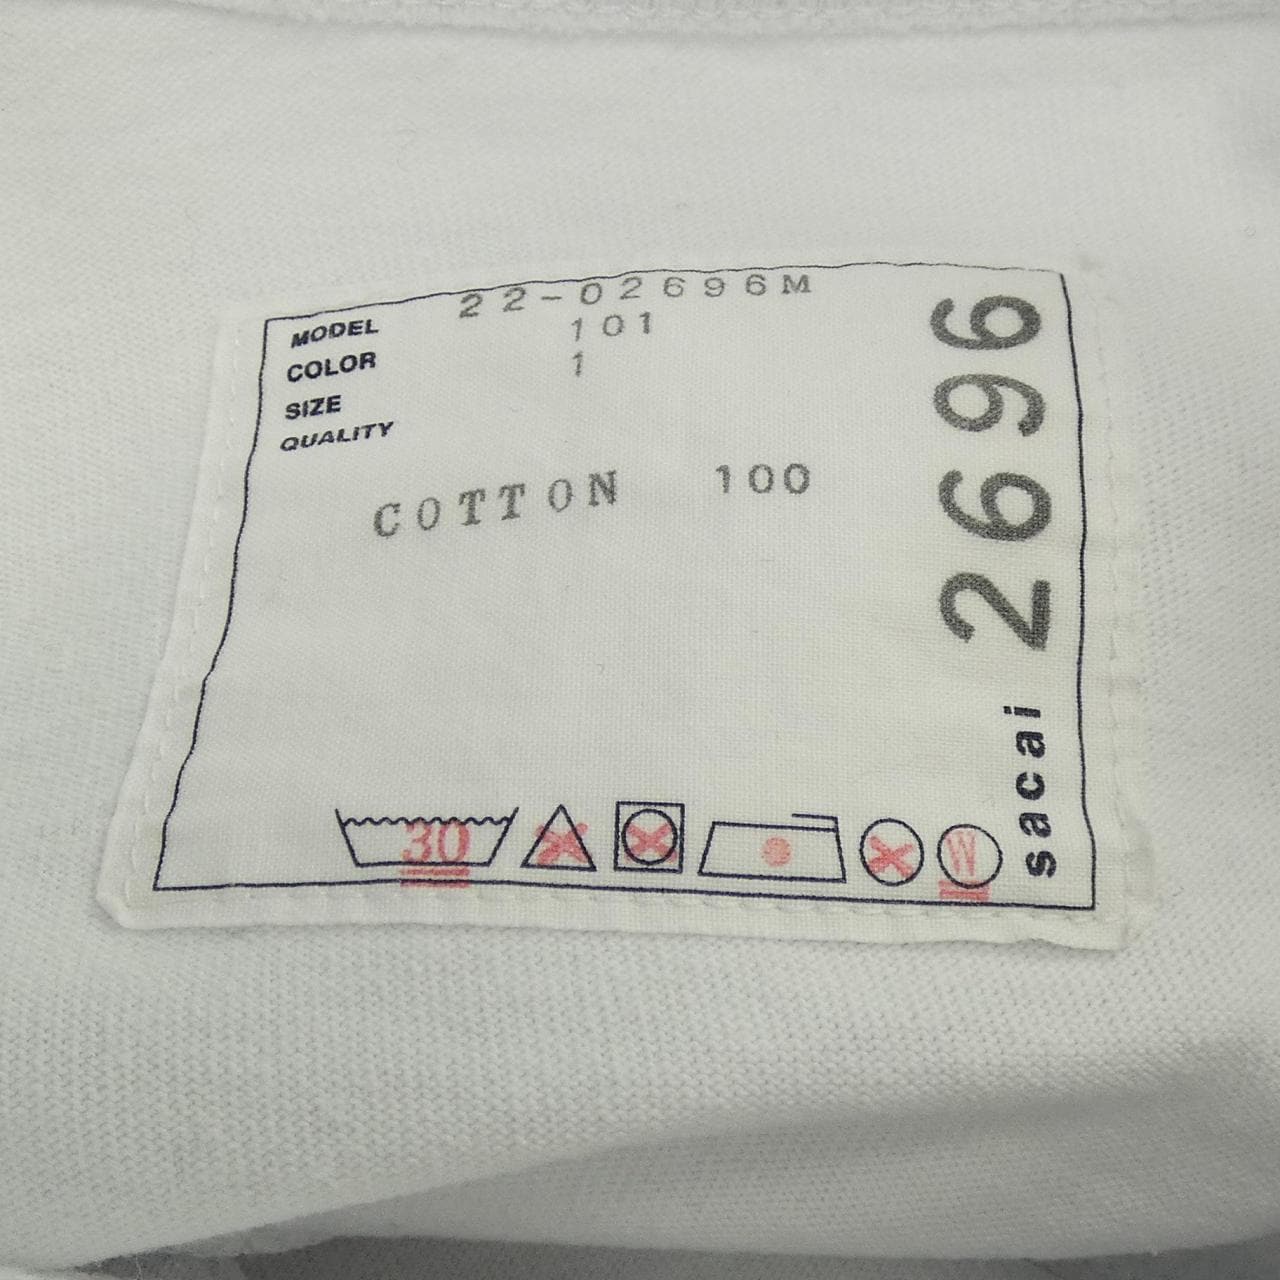 MODEL 22-02696M
COLOR 101
SIZE 1
QUALITY
COTTON 100
30 W
sacai 2696